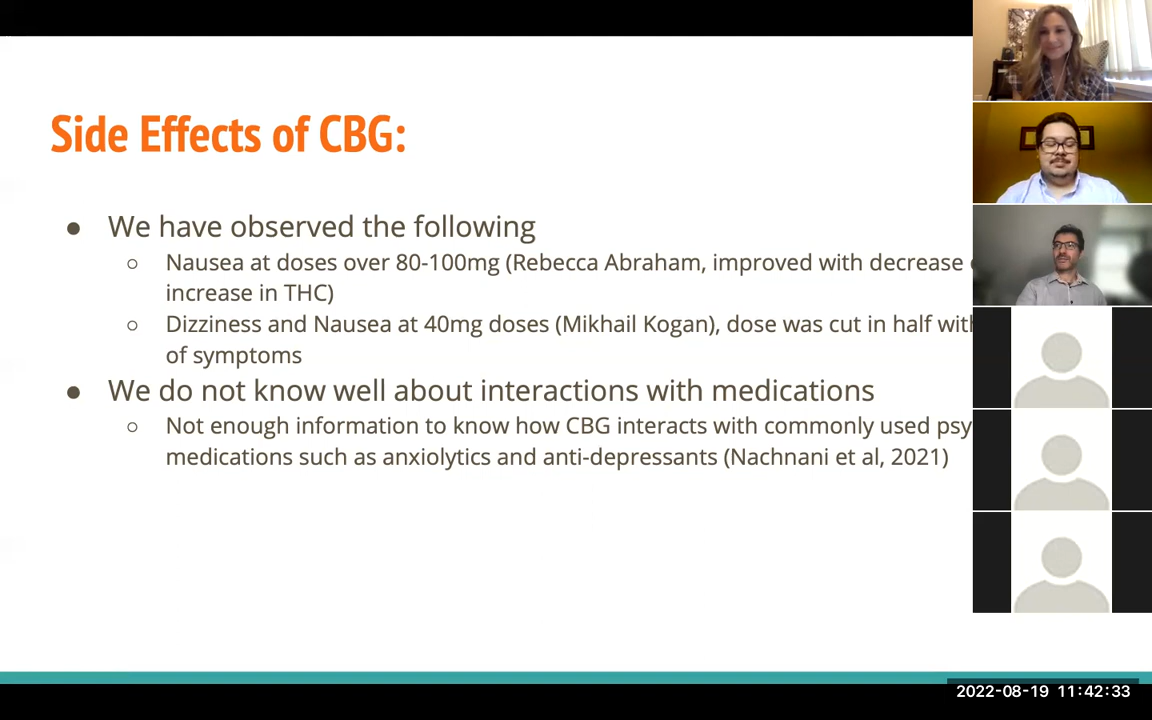 Side Effects of CBG:
● We have observed the following
○ Nausea at doses over 80-100mg (Rebecca Abraham, improved with decrease
increase in THC)
○ Dizziness and Nausea at 40mg doses (Mikhail Kogan), dose was cut in half
of symptoms
● We do not know well about interactions with medications
○ Not enough information to know how CBG interacts with commonly used
medications such as anxiolytics and anti-depressants (Nachnani et al, 2021)
2022-08-19 11:42:33